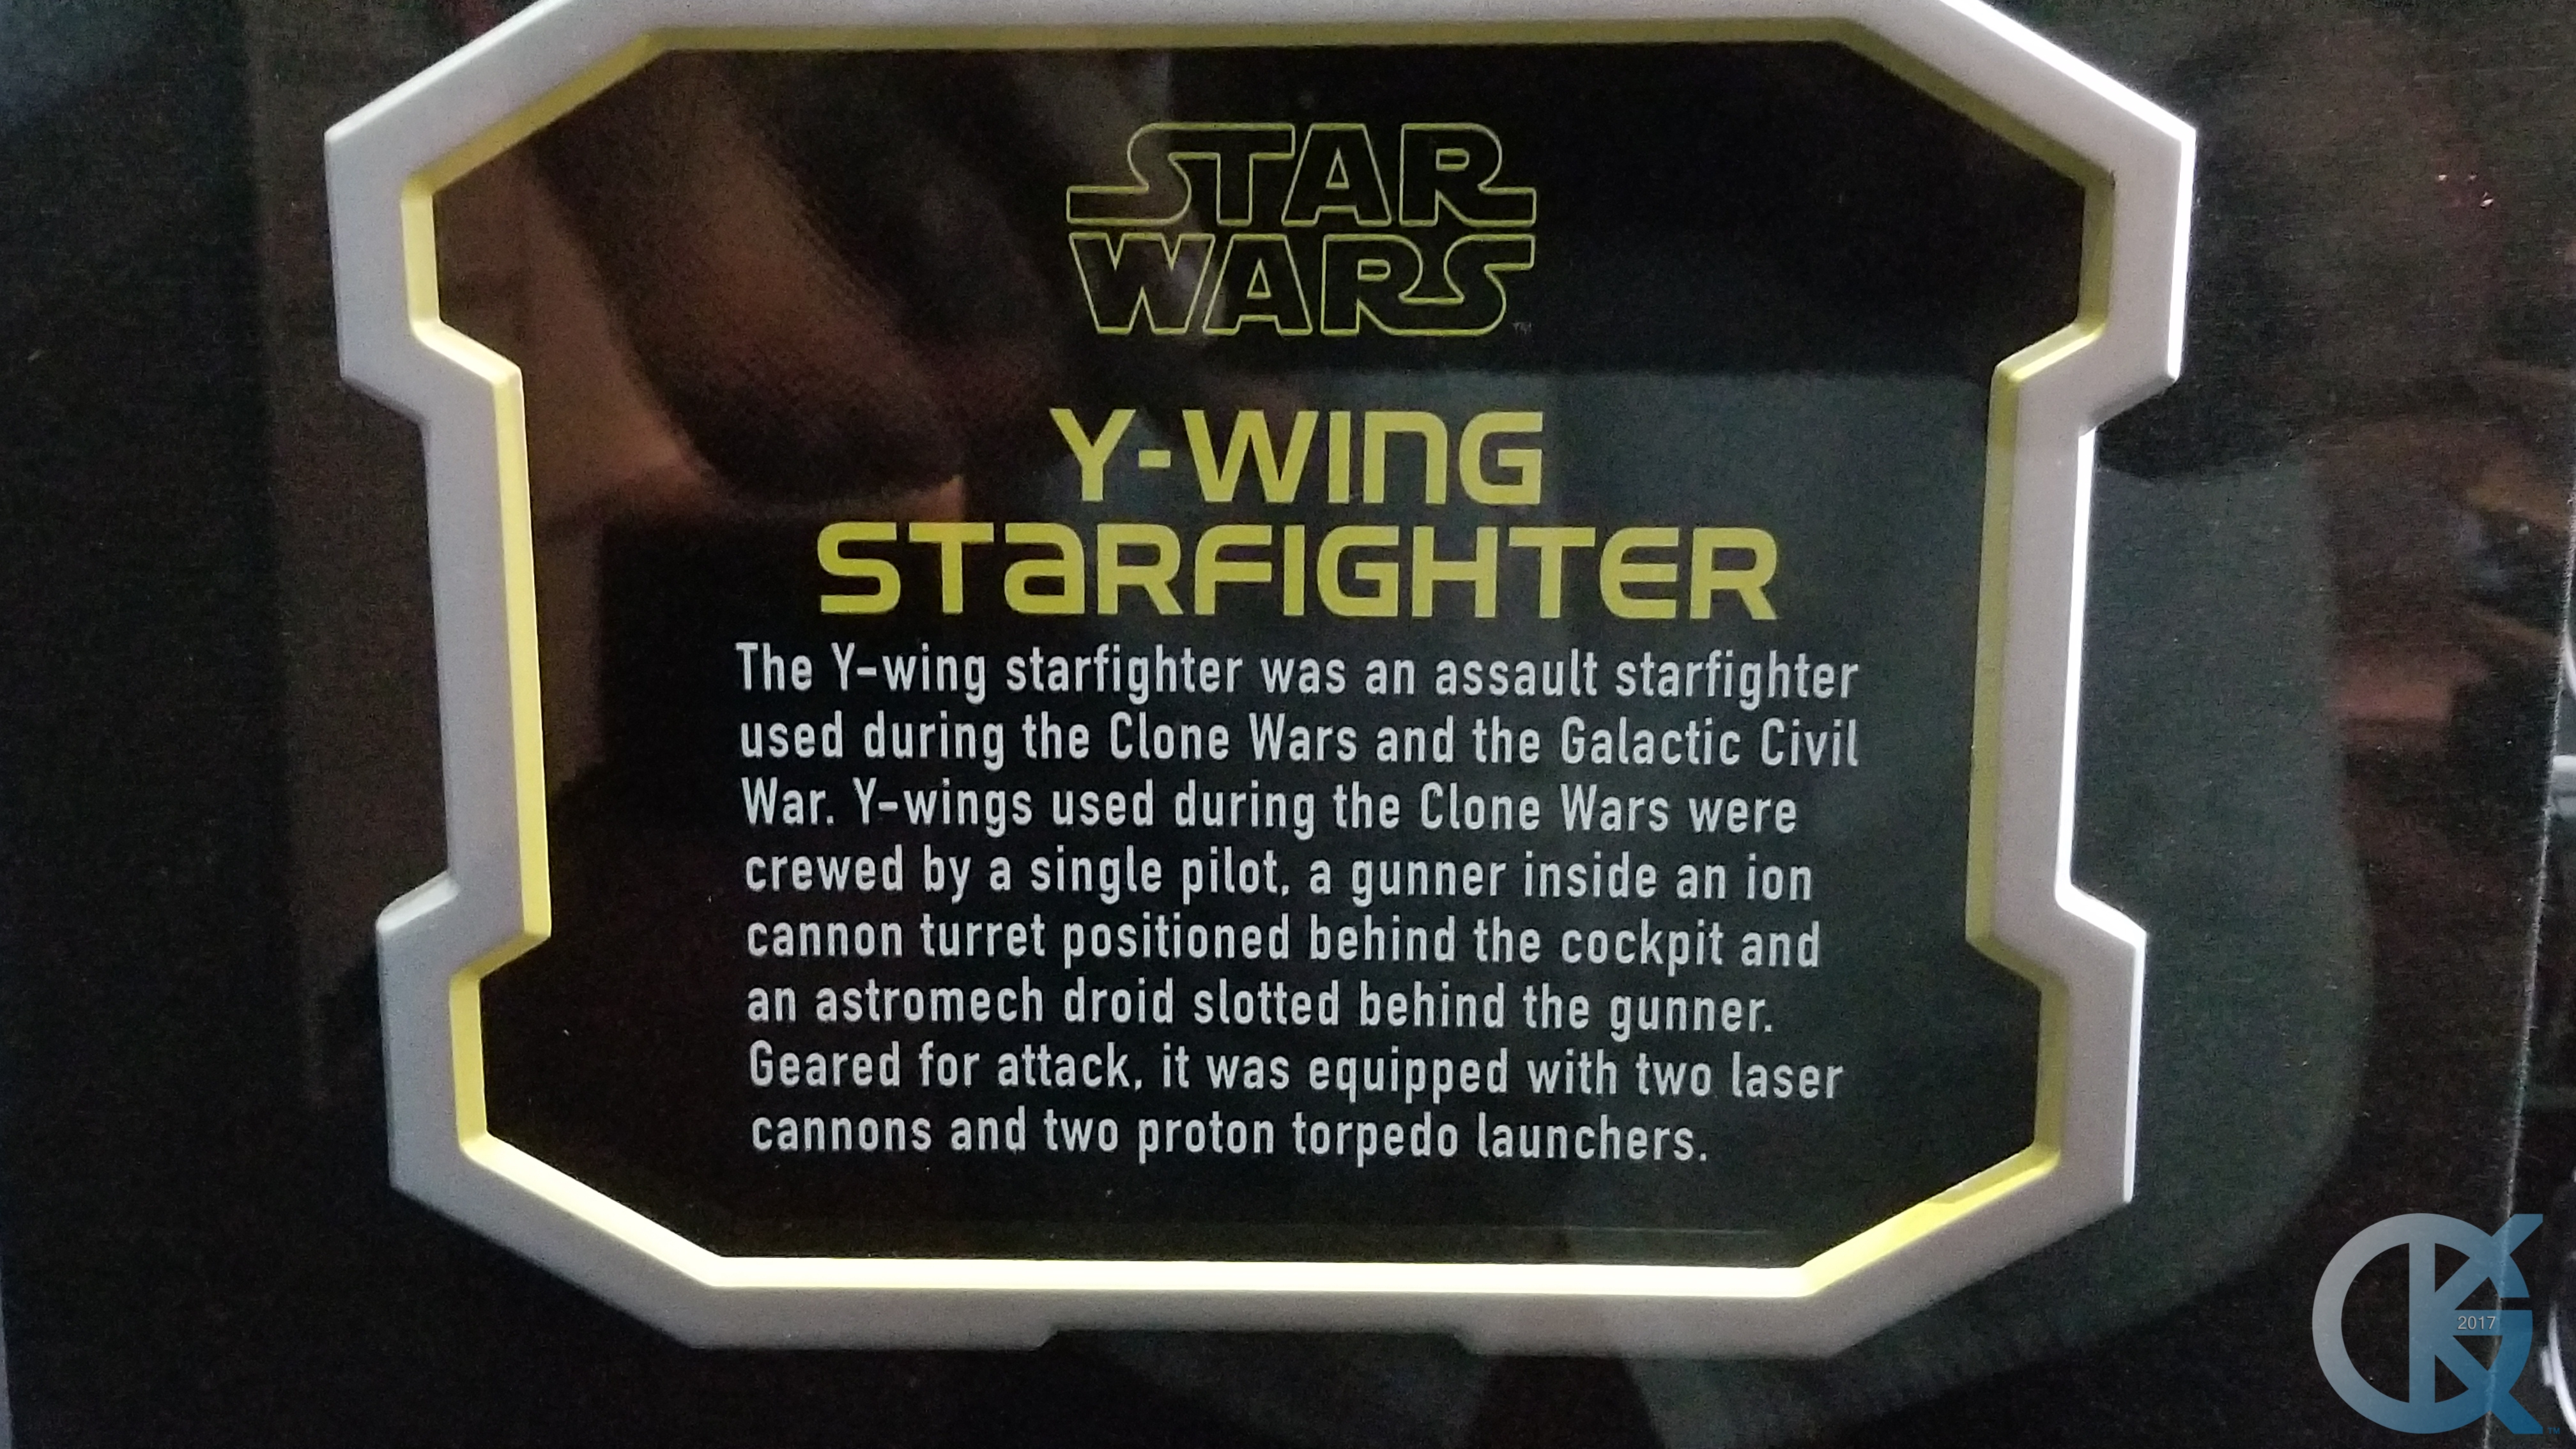 STAR
WARS
™
Y-WING
STARFIGHTER
The Y-wing starfighter was an assault starfighter
used during the Clone Wars and the Galactic Civil
War. Y-wings used during the Clone Wars were
crewed by a single pilot, a gunner inside an ion
cannon turret positioned behind the cockpit and
an astromech droid slotted behind the gunner.
Geared for attack, it was equipped with two laser
cannons and two proton torpedo launchers.
2017
™